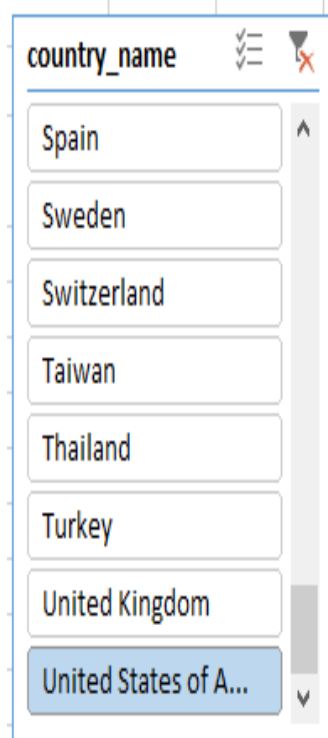 country_name
Spain
Sweden
Switzerland
Taiwan
Thailand
Turkey
United Kingdom
United States of A...